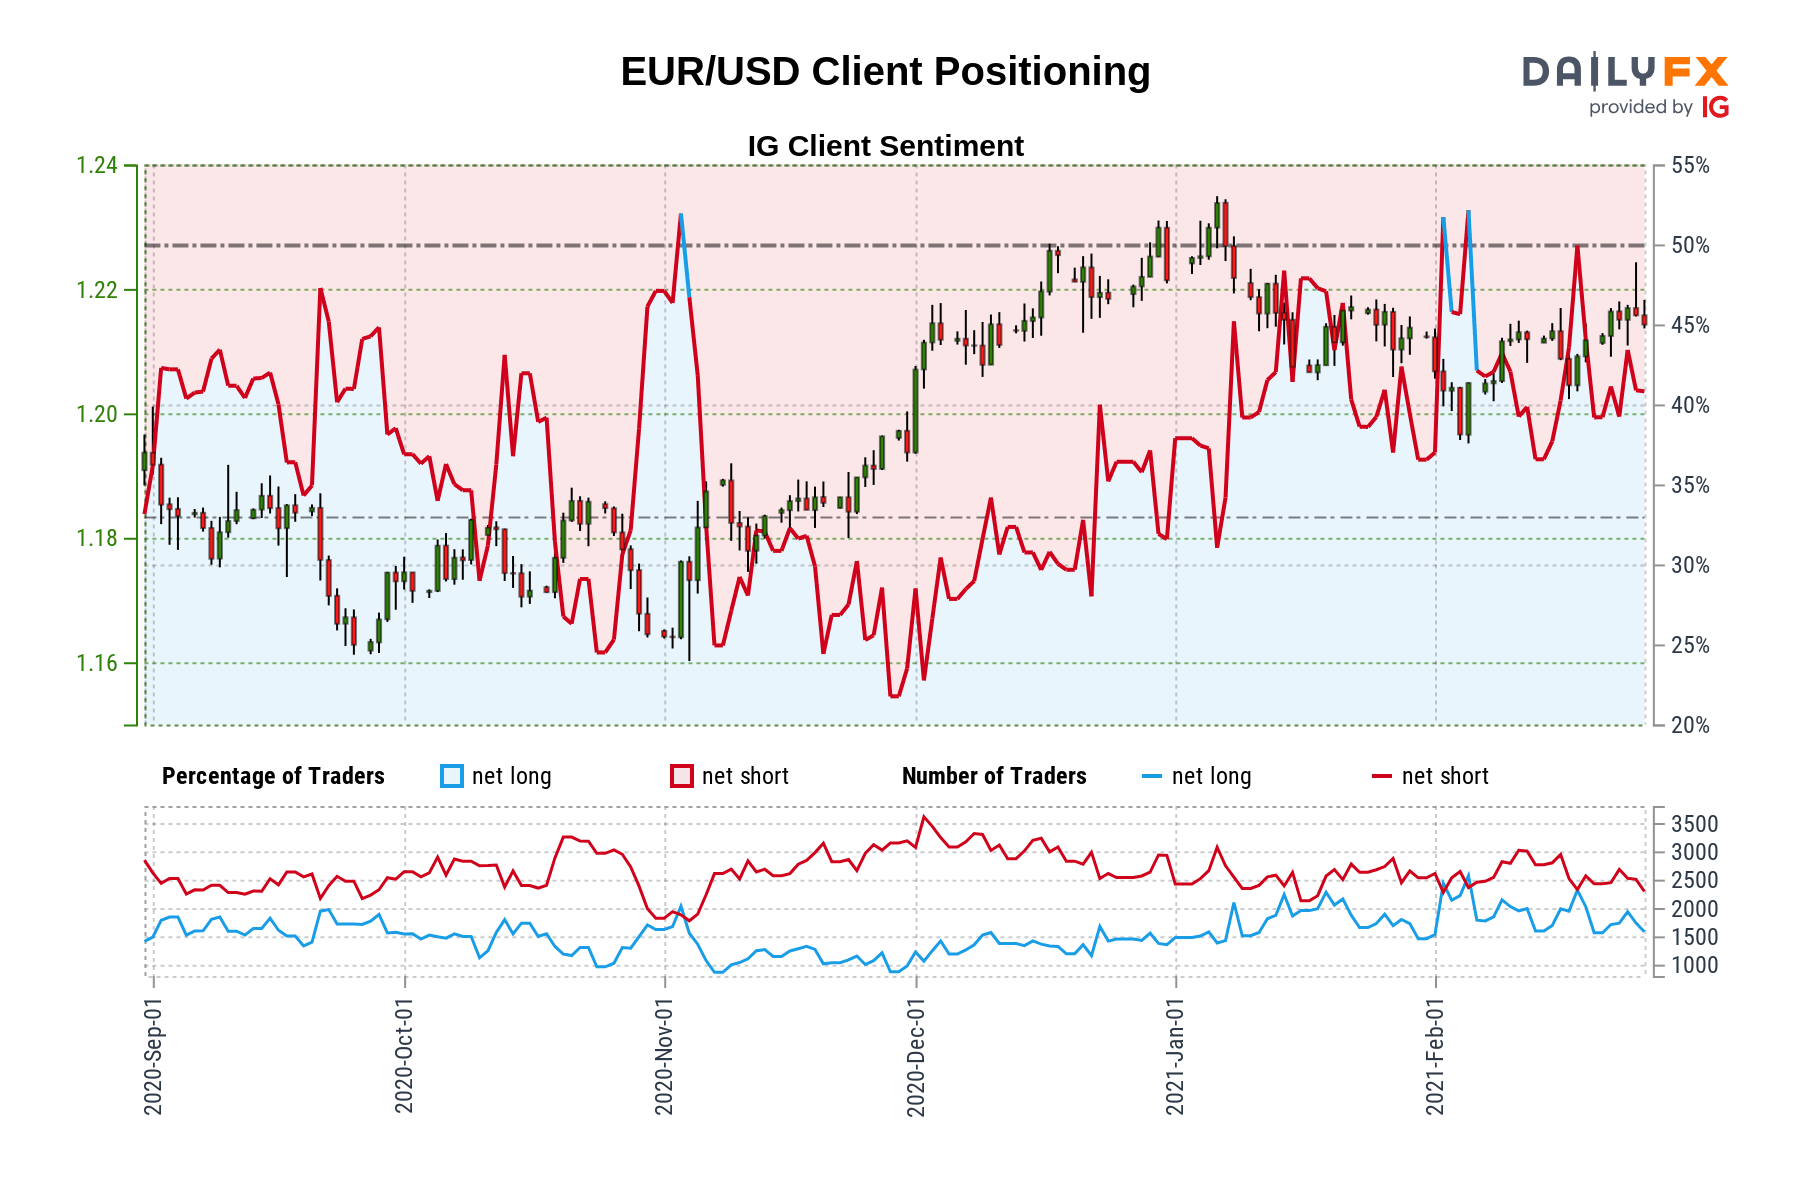 EUR/USD Client Positioning
DAILYFX
provided by IG
IG Client Sentiment
1.24
1.22
1.20
1.18
1.16
55%
50%
45%
40%
35%
30%
25%
20%
Percentage of Traders net long net short Number of Traders net long net short
3500
3000
2500
2000
1500
1000
2020-Sep-01
2020-Oct-01
2020-Nov-01
2020-Dec-01
2021-Jan-01
2021-Feb-01